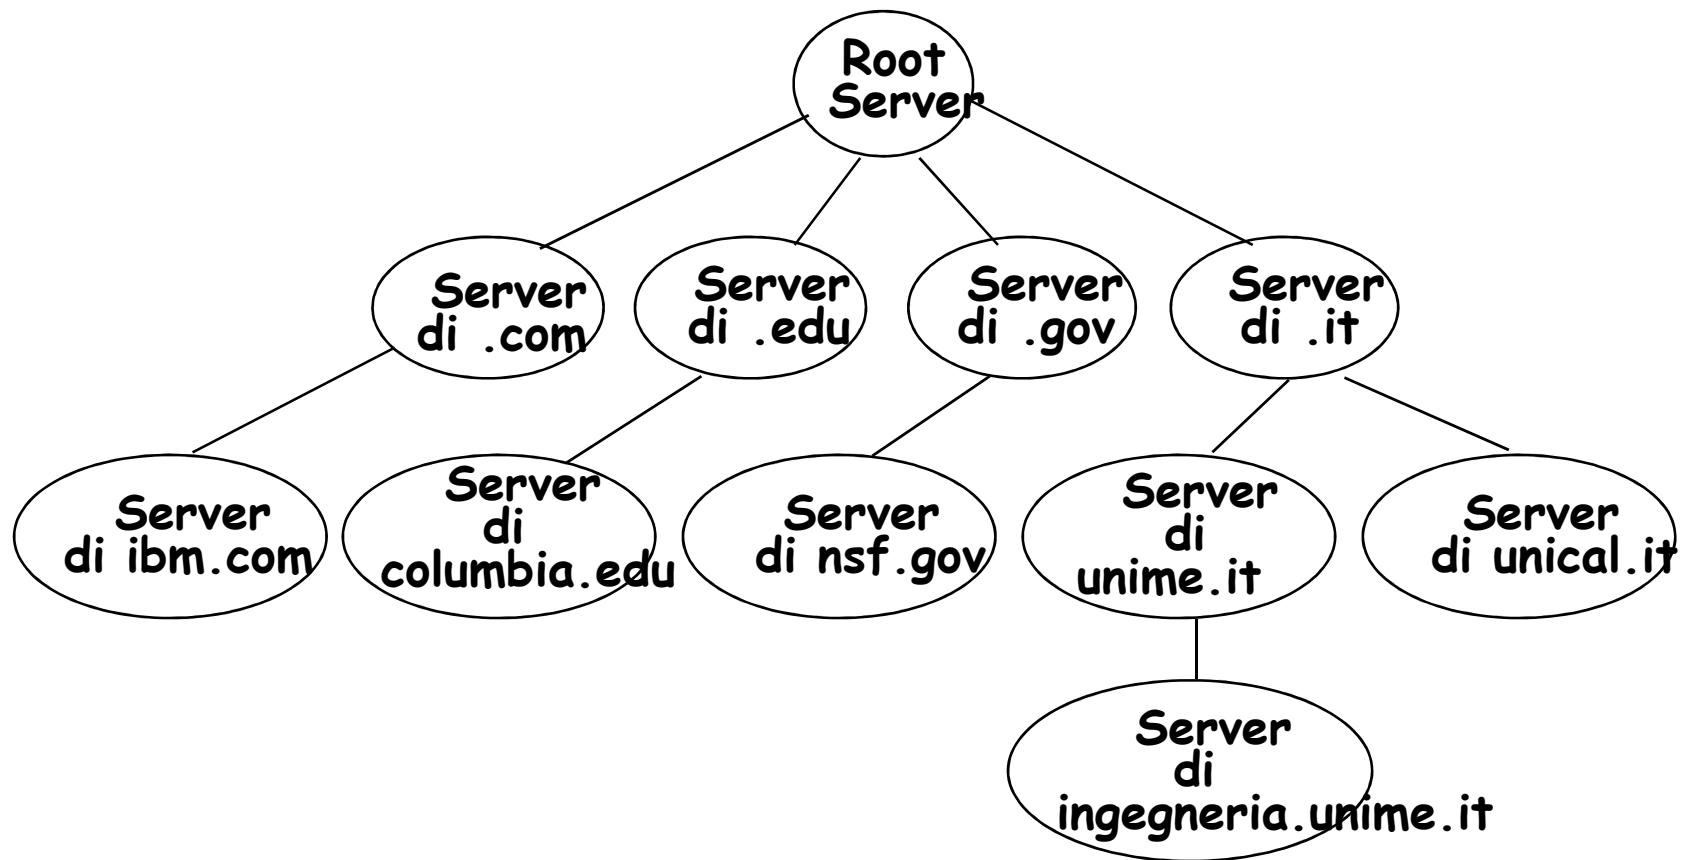 Root
Server
Server
di .com
Server
di .edu
Server
di .gov
Server
di .it
Server
di ibm.com
Server
di
columbia.edu
Server
di nsf.gov
Server
di
unime.it
Server
di unical.it
Server
di
ingegneria.unime.it